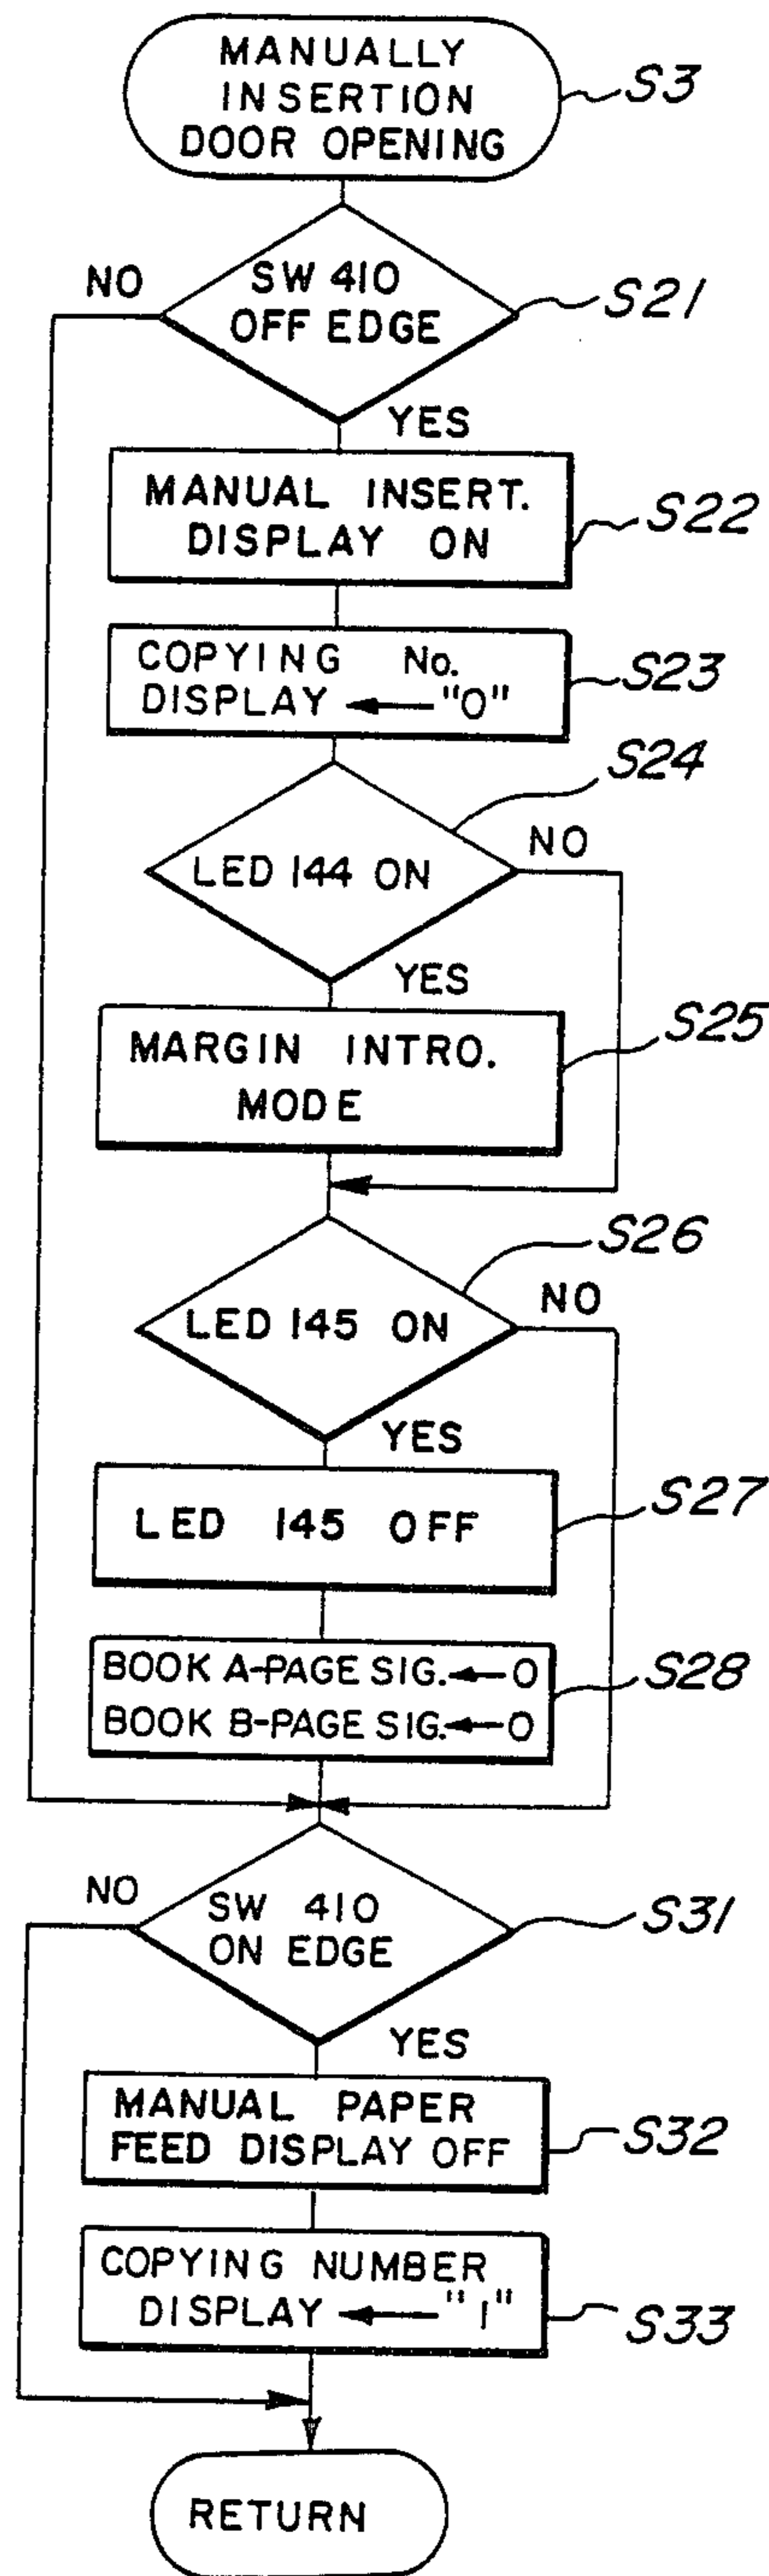 MANUALLY
INSERTION
DOOR OPENING
S3
SW 410
OFF EDGE
S21
NO
YES
MANUAL INSERT.
DISPLAY ON
S22
COPYING No.
DISPLAY ← "0"
S23
S24
LED 144 ON
NO
YES
MARGIN INTRO.
MODE
S25
S26
LED 145 ON
NO
YES
LED 145 OFF
S27
BOOK A-PAGE SIG. ← 0
BOOK B-PAGE SIG. ← 0
S28
NO
SW 410
ON EDGE
S31
YES
MANUAL PAPER
FEED DISPLAY OFF
S32
COPYING NUMBER
DISPLAY ← "1"
S33
RETURN